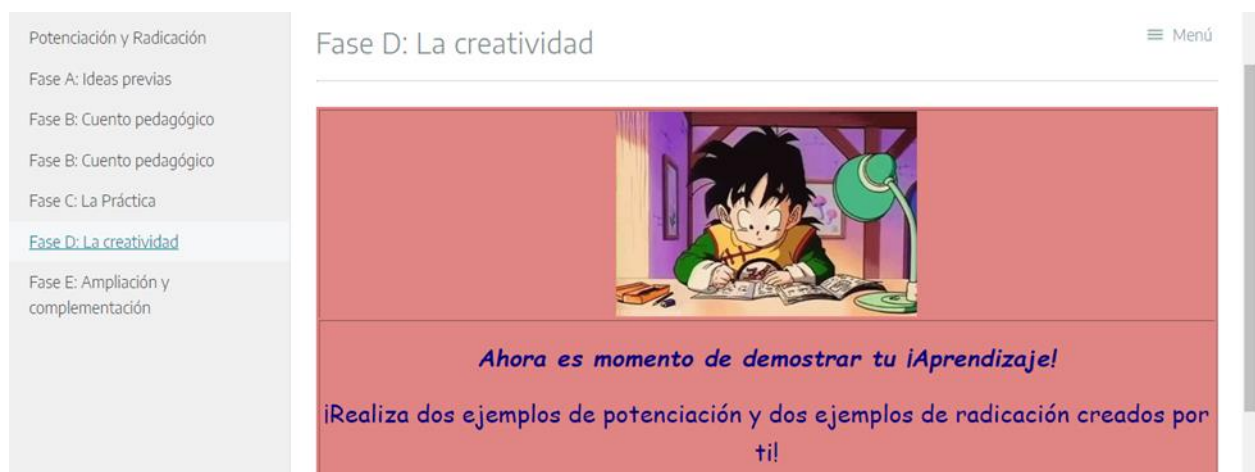 Potenciación y Radicación
Fase A: Ideas previas
Fase B: Cuento pedagógico
Fase B: Cuento pedagógico
Fase C: La Práctica
Fase D: La creatividad
Fase E: Ampliación y
complementación
Fase D: La creatividad
Menú
Ahora es momento de demostrar tu ¡Aprendizaje!
¡Realiza dos ejemplos de potenciación y dos ejemplos de radicación creados por
ti!